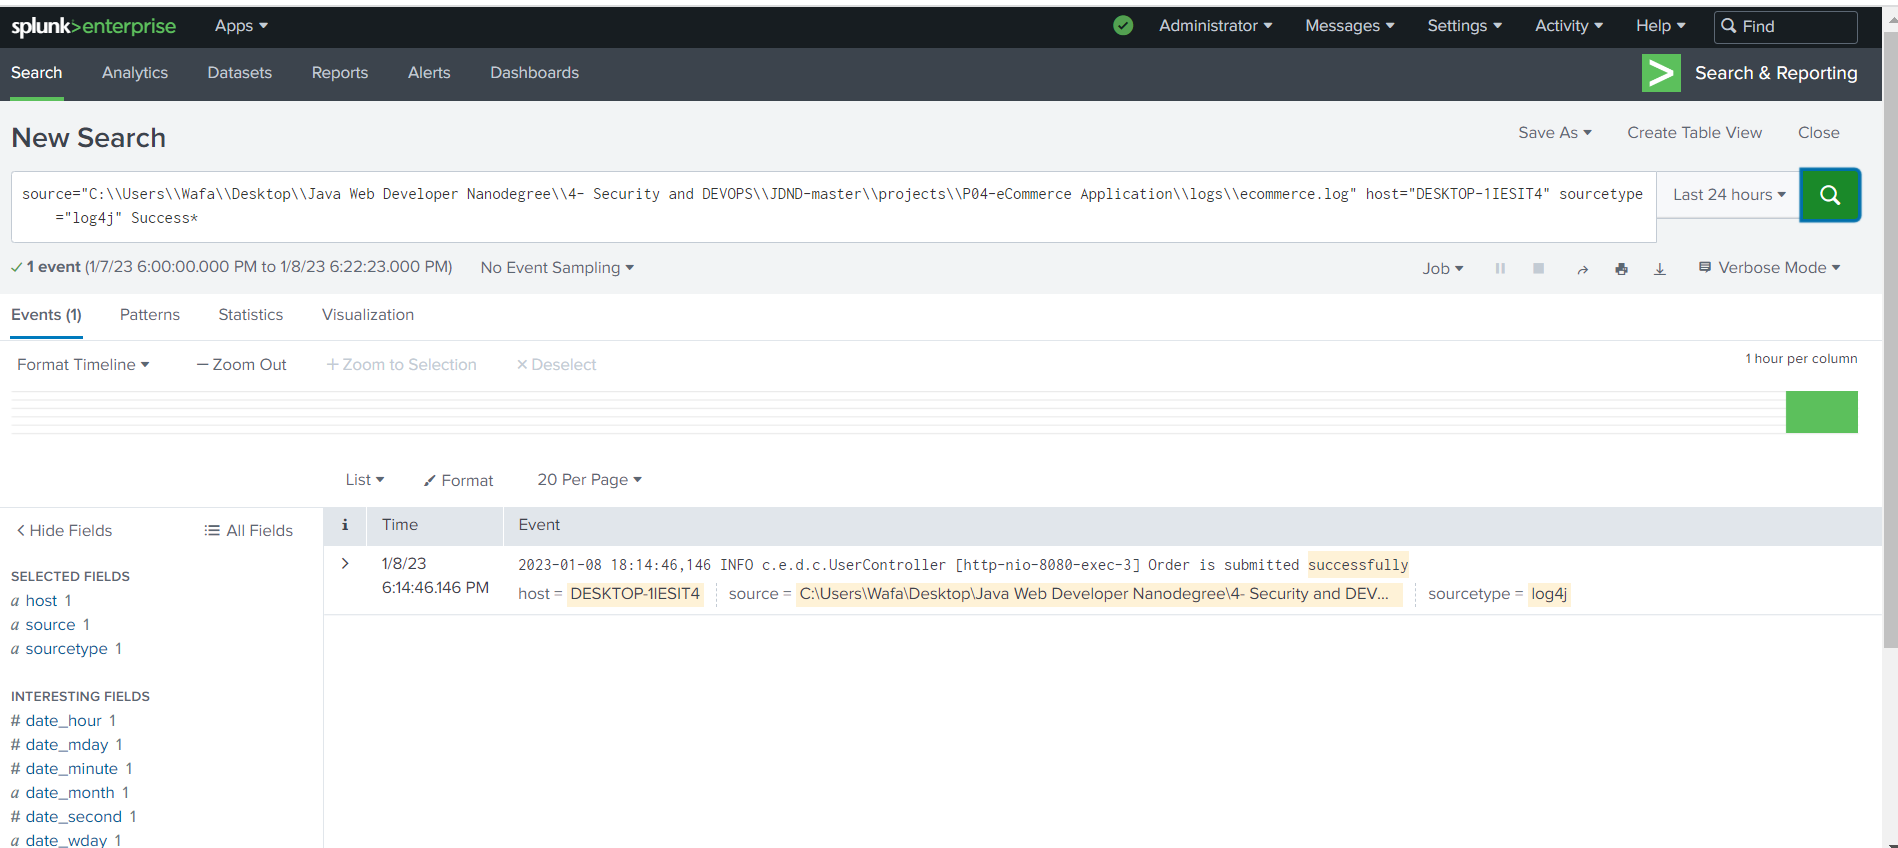 splunk>enterprise Apps Administrator Messages Settings Activity Help Find
Search Analytics Datasets Reports Alerts Dashboards Search & Reporting
New Search Save As Create Table View Close
source="C:\\Users\\Wafa\\Desktop\\Java Web Developer Nanodegree\\4- Security and DEVOPS\\JDND-master\\projects\\P04-eCommerce Application\\logs\\ecommerce.log" host="DESKTOP-1IESIT4" sourcetype
="log4j" Success*
Last 24 hours
1 event (1/7/23 6:00:00.000 PM to 1/8/23 6:22:23.000 PM) No Event Sampling Job Verbose Mode
Events (1) Patterns Statistics Visualization
Format Timeline — Zoom Out + Zoom to Selection × Deselect 1 hour per column
List Format 20 Per Page
< Hide Fields All Fields i Time Event
SELECTED FIELDS
a host 1
a source 1
a sourcetype 1
INTERESTING FIELDS
# date_hour 1
# date_mday 1
# date_minute 1
a date_month 1
# date_second 1
a date_wday 1
1/8/23
6:14:46.146 PM
2023-01-08 18:14:46,146 INFO c.e.d.c.UserController [http-nio-8080-exec-3] Order is submitted successfully
host = DESKTOP-1IESIT4 source = C:\Users\Wafa\Desktop\Java Web Developer Nanodegree\4- Security and DEV... sourcetype = log4j